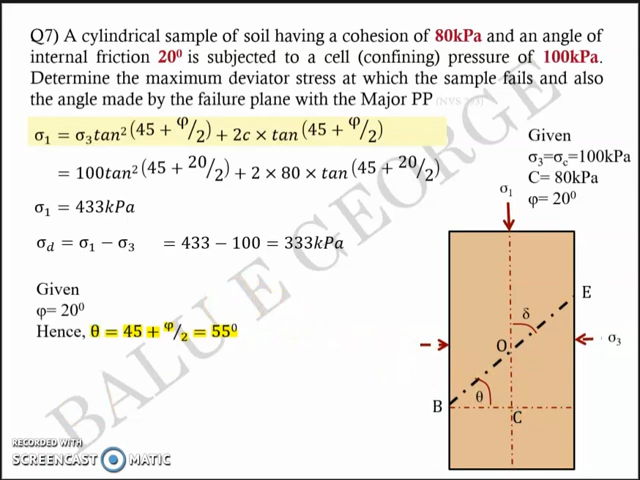 Q7) A cylindrical sample of soil having a cohesion of 80kPa and an angle of
internal friction 20⁰ is subjected to a cell (confining) pressure of 100kPa.
Determine the maximum deviator stress at which the sample fails and also
the angle made by the failure plane with the Major PP
σ₁ = σ₃tan²(45 + φ/2) + 2c × tan(45 + φ/2)
= 100tan²(45 + 20/2) + 2 × 80 × tan(45 + 20/2)
σ₁ = 433kPa
σd = σ₁ − σ₃ = 433 − 100 = 333kPa
Given
φ= 20⁰
Hence, θ = 45 + φ/2 = 55⁰
Given
σ₃=σc=100kPa
C= 80kPa
φ= 20⁰
σ₁
E
δ
O
σ₃
B
θ
C
BALU E GEORGE
RECORDED WITH
SCREENCAST MATIC